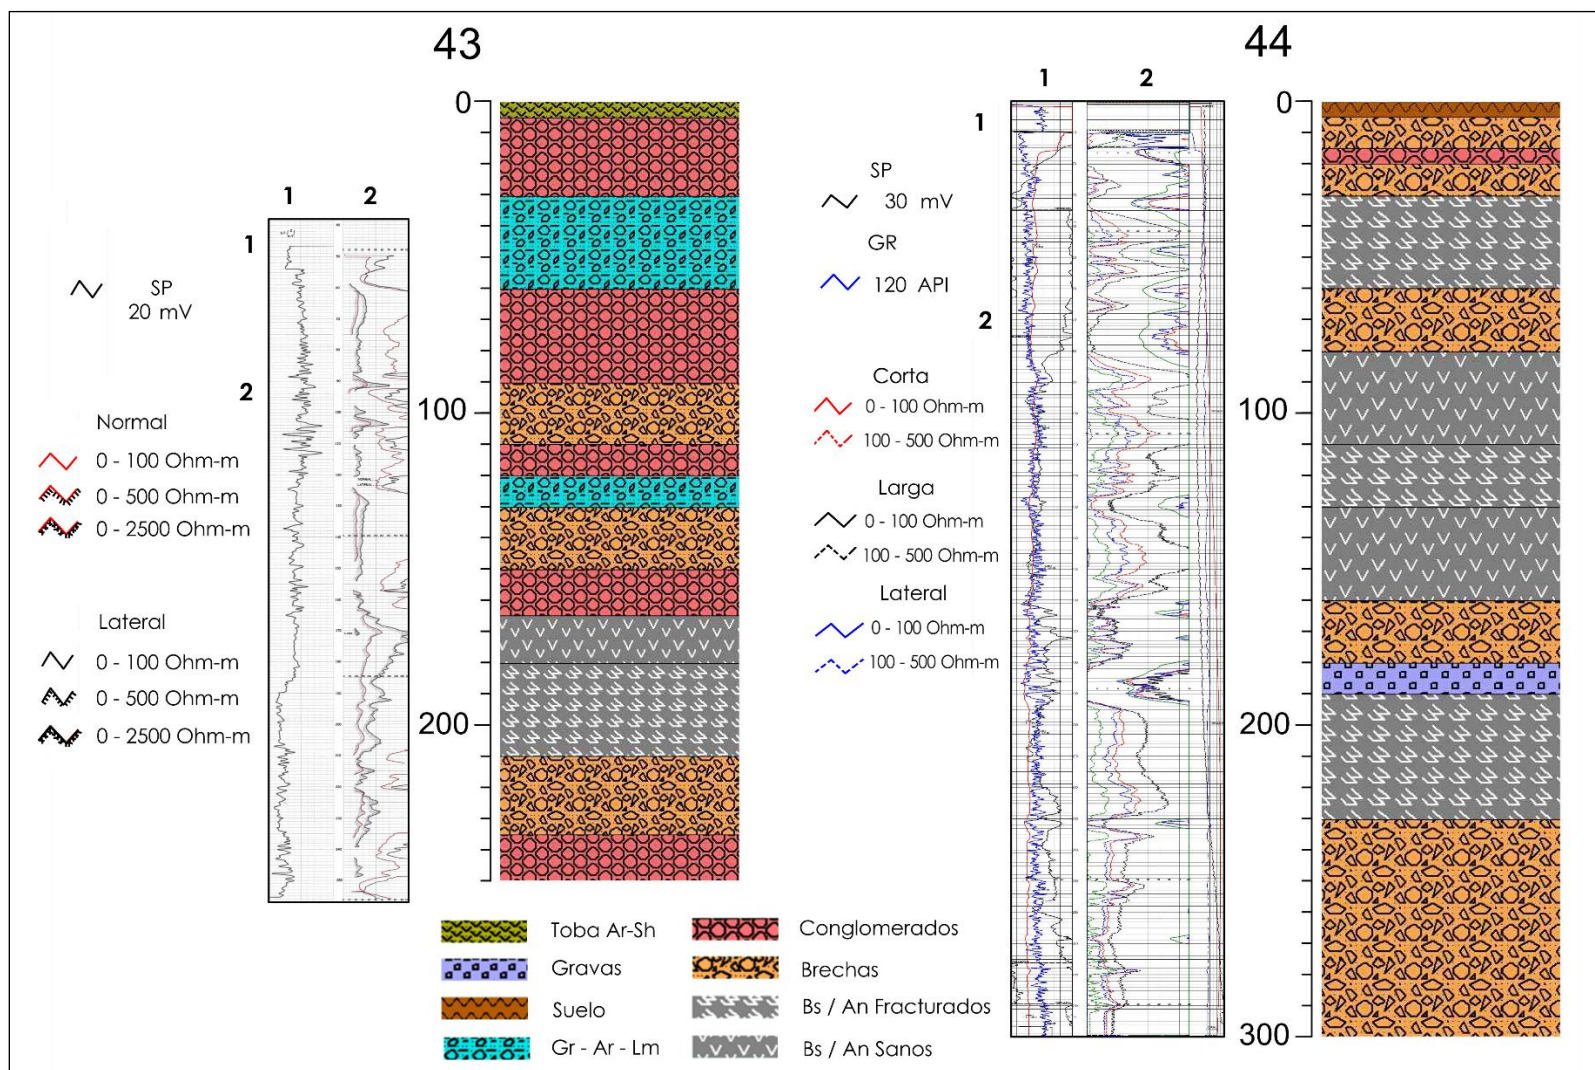 43
44
1 2
1
2
SP
20 mV
Normal
0 - 100 Ohm-m
0 - 500 Ohm-m
0 - 2500 Ohm-m
Lateral
0 - 100 Ohm-m
0 - 500 Ohm-m
0 - 2500 Ohm-m
0
100
200
1 2
1
2
SP
30 mV
GR
120 API
Corta
0 - 100 Ohm-m
100 - 500 Ohm-m
Larga
0 - 100 Ohm-m
100 - 500 Ohm-m
Lateral
0 - 100 Ohm-m
100 - 500 Ohm-m
0
100
200
300
Toba Ar-Sh
Gravas
Suelo
Gr - Ar - Lm
Conglomerados
Brechas
Bs / An Fracturados
Bs / An Sanos